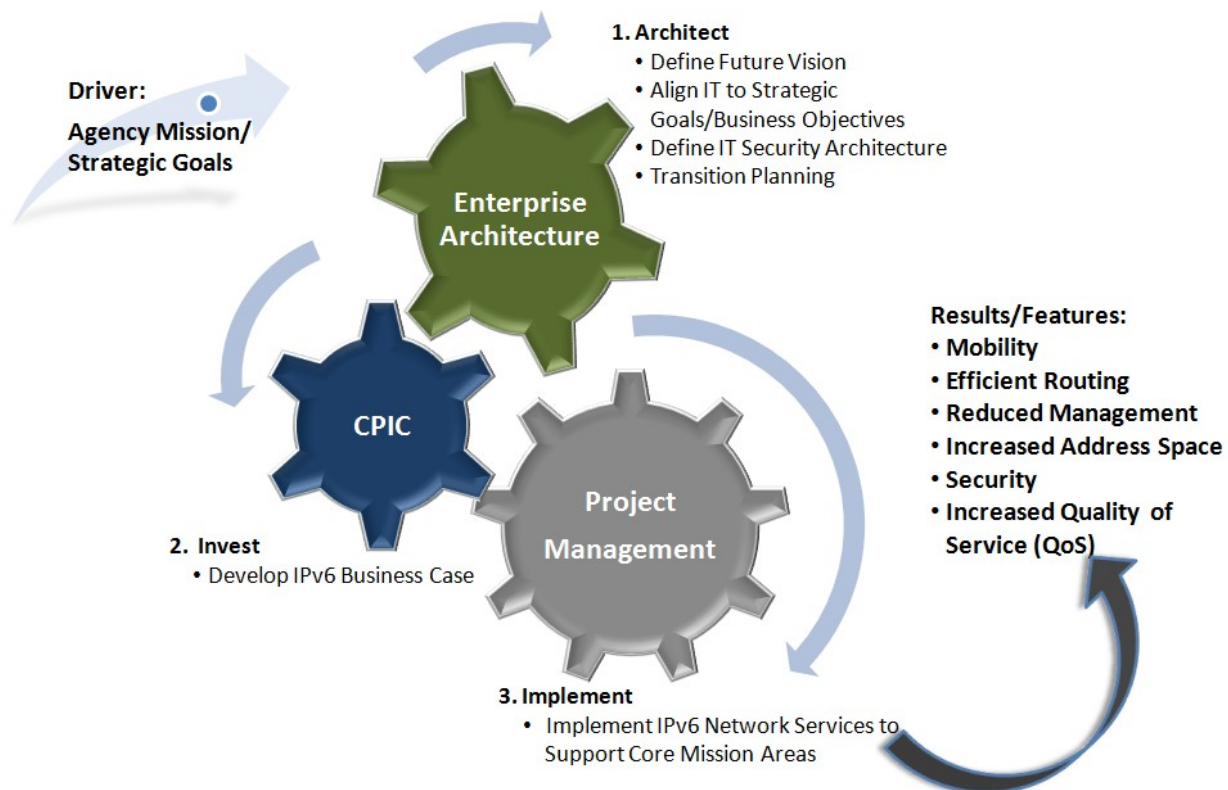 Driver:
Agency Mission/
Strategic Goals
1. Architect
• Define Future Vision
• Align IT to Strategic
Goals/Business Objectives
• Define IT Security Architecture
• Transition Planning
Enterprise
Architecture
CPIC
2. Invest
• Develop IPv6 Business Case
Project
Management
3. Implement
• Implement IPv6 Network Services to
Support Core Mission Areas
Results/Features:
• Mobility
• Efficient Routing
• Reduced Management
• Increased Address Space
• Security
• Increased Quality of
Service (QoS)